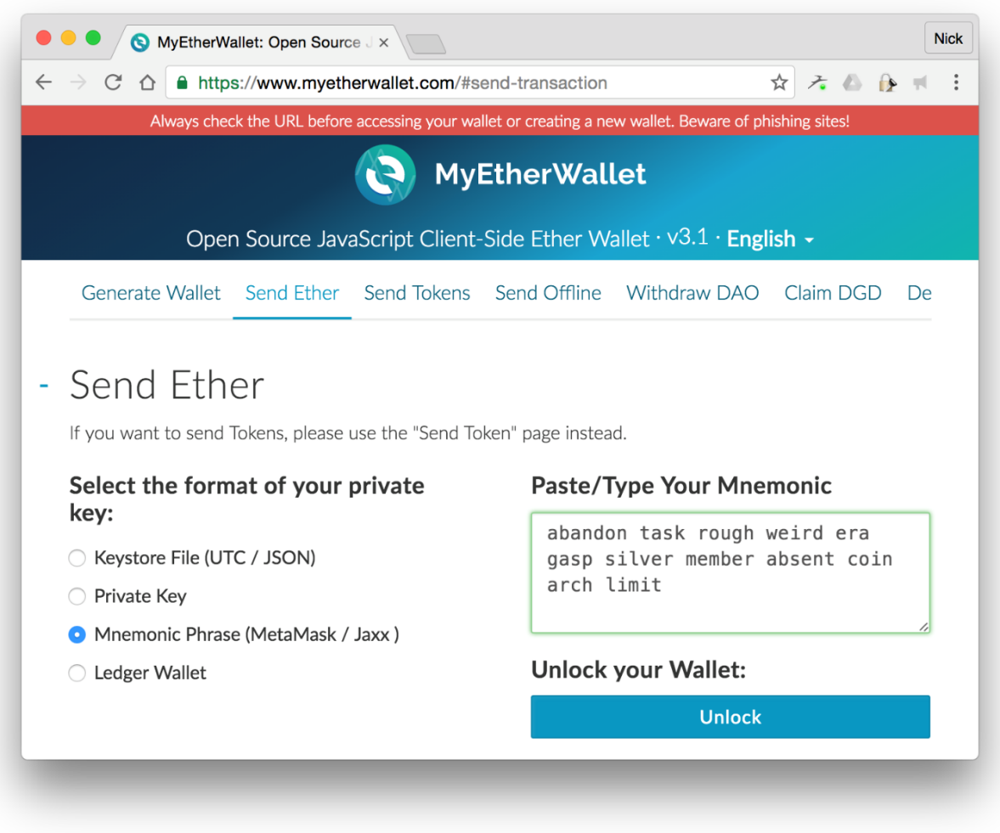 MyEtherWallet: Open Source J
Nick
https://www.myetherwallet.com/#send-transaction
Always check the URL before accessing your wallet or creating a new wallet. Beware of phishing sites!
MyEtherWallet
Open Source JavaScript Client-Side Ether Wallet · v3.1 · English
Generate Wallet Send Ether Send Tokens Send Offline Withdraw DAO Claim DGD De
- Send Ether
If you want to send Tokens, please use the "Send Token" page instead.
Select the format of your private
key:
Keystore File (UTC / JSON)
Private Key
Mnemonic Phrase (MetaMask / Jaxx )
Ledger Wallet
Paste/Type Your Mnemonic
abandon task rough weird era
gasp silver member absent coin
arch limit
Unlock your Wallet:
Unlock